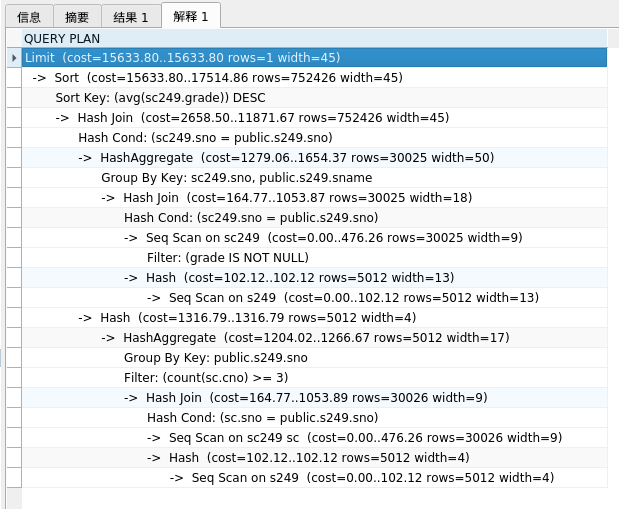 信息 摘要 结果 1 解释 1
QUERY PLAN
Limit (cost=15633.80..15633.80 rows=1 width=45)
-> Sort (cost=15633.80..17514.86 rows=752426 width=45)
Sort Key: (avg(sc249.grade)) DESC
-> Hash Join (cost=2658.50..11871.67 rows=752426 width=45)
Hash Cond: (sc249.sno = public.s249.sno)
-> HashAggregate (cost=1279.06..1654.37 rows=30025 width=50)
Group By Key: sc249.sno, public.s249.sname
-> Hash Join (cost=164.77..1053.87 rows=30025 width=18)
Hash Cond: (sc249.sno = public.s249.sno)
-> Seq Scan on sc249 (cost=0.00..476.26 rows=30025 width=9)
Filter: (grade IS NOT NULL)
-> Hash (cost=102.12..102.12 rows=5012 width=13)
-> Seq Scan on s249 (cost=0.00..102.12 rows=5012 width=13)
-> Hash (cost=1316.79..1316.79 rows=5012 width=4)
-> HashAggregate (cost=1204.02..1266.67 rows=5012 width=17)
Group By Key: public.s249.sno
Filter: (count(sc.cno) >= 3)
-> Hash Join (cost=164.77..1053.89 rows=30026 width=9)
Hash Cond: (sc.sno = public.s249.sno)
-> Seq Scan on sc249 sc (cost=0.00..476.26 rows=30026 width=9)
-> Hash (cost=102.12..102.12 rows=5012 width=4)
-> Seq Scan on s249 (cost=0.00..102.12 rows=5012 width=4)